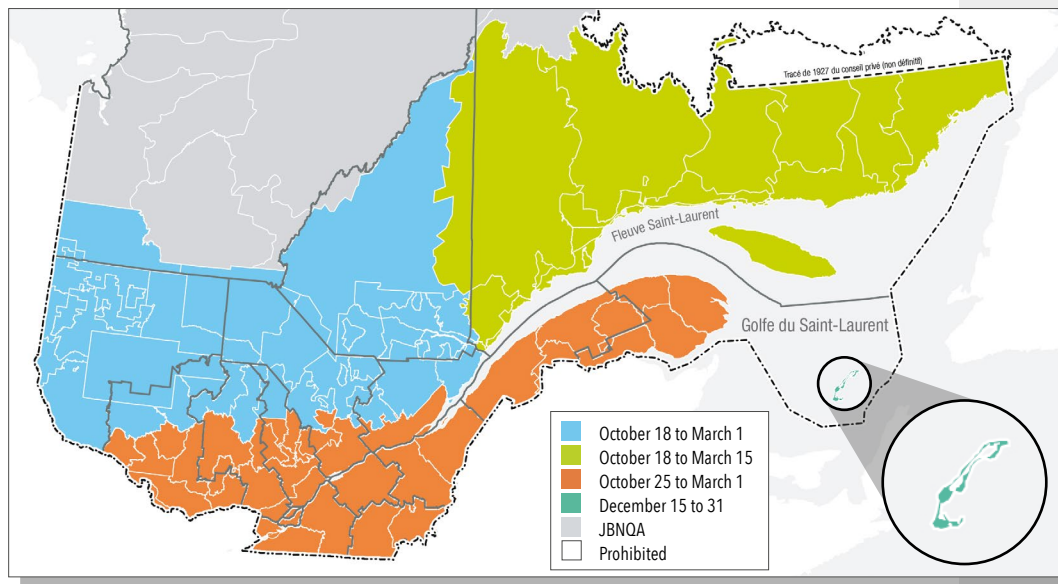 Tracé de 1927 du conseil privé (non définitif)
Fleuve Saint-Laurent
Golfe du Saint-Laurent
October 18 to March 1
October 18 to March 15
October 25 to March 1
December 15 to 31
JBNQA
Prohibited